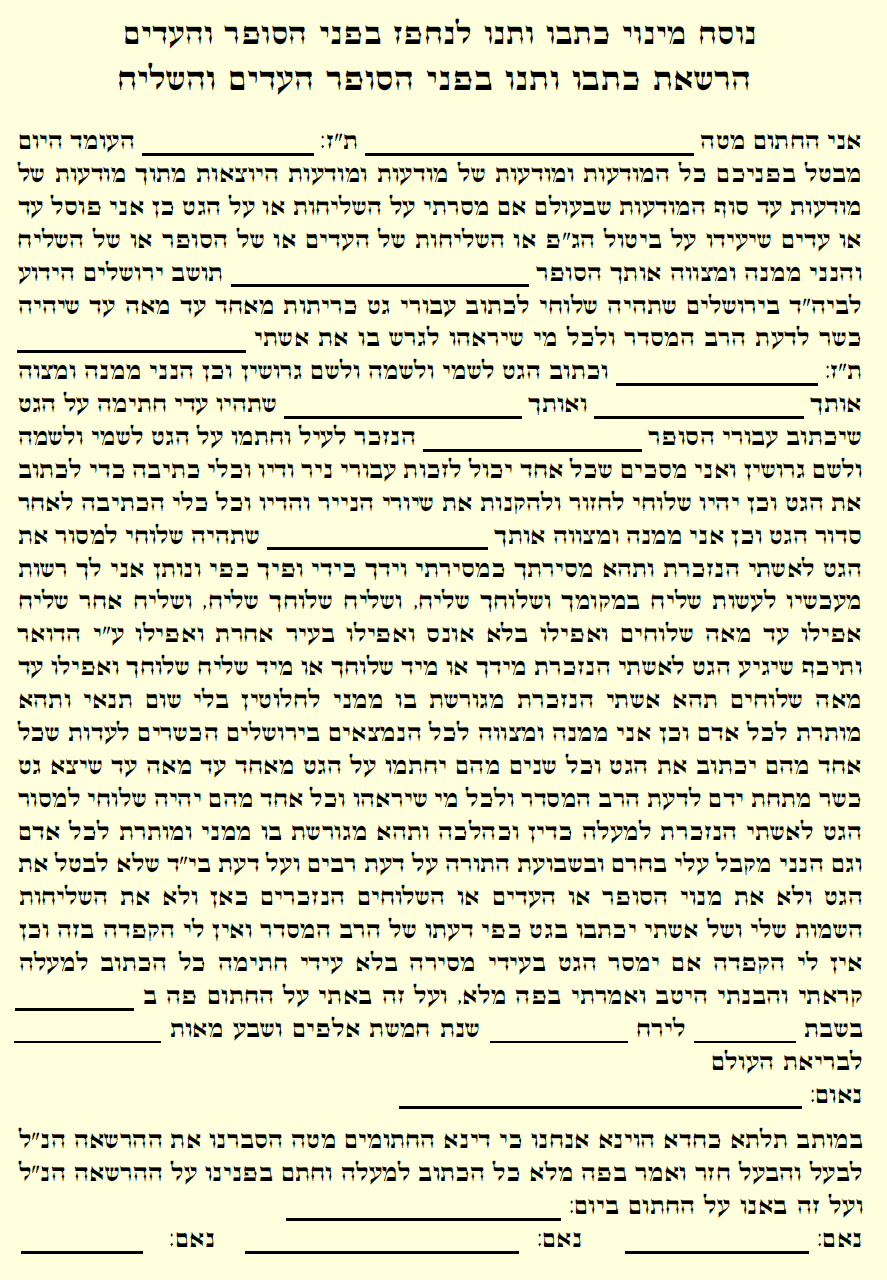 נוסח מינוי כתבו ותנו לנחפז בפני הסופר והעדים
הרשאת כתבו ותנו בפני הסופר העדים והשליח
אני החתום מטה ____________ ת"ז: ____________ העומד היום
מבטל בפניכם כל המודעות ומודעות של מודעות ומודעות היוצאות מתוך מודעות של
מודעות עד סוף המודעות שבעולם אם מסרתי על השליחות או על הגט כן אני פוסל עד
או עדים שיעידו על ביטול הג"פ או השליחות של העדים או של הסופר או של השליח
והנני ממנה ומצווה אותך הסופר ____________ תושב ירושלים הידוע
לביה"ד בירושלים שתהיה שלוחי לכתוב עבורי גט כריתות מאחד עד מאה עד שיהיה
כשר לדעת הרב המסדר ולכל מי שיראהו לגרש בו את אשתי ____________
ת"ז: ____________ וכתוב הגט לשמי ולשמה ולשם גרושין וכן הנני ממנה ומצוה
אותך ____________ ואותך ____________ שתהיו עדי חתימה על הגט
שיכתוב עבורי הסופר ____________ הנזכר לעיל וחתמו על הגט לשמי ולשמה
ולשם גרושין ואני מסכים שכל אחד יכול לזכות עבורי ניר ודיו וכלי כתיבה כדי לכתוב
את הגט וכן יהיו שלוחי לחזור ולהקנות את שיורי הנייר והדיו וכל כלי הכתיבה לאחר
סדור הגט וכן אני ממנה ומצווה אותך ____________ שתהיה שלוחי למסור את
הגט לאשתי הנזכרת ותהא מסירתך כמסירתי וידך כידי ופיך כפי ונותן אני לך רשות
מעכשיו לעשות שליח במקומך ושלוחך שליח, ושליח שלוחך שליח, ושליח אחר שליח
אפילו עד מאה שלוחים ואפילו בלא אונס ואפילו בעיר אחרת ואפילו ע"י הדואר
ותיכף שיגיע הגט לאשתי הנזכרת מידך או מיד שלוחך או מיד שליח שלוחך ואפילו עד
מאה שלוחים תהא אשתי הנזכרת מגורשת בו ממני לחלוטין בלי שום תנאי ותהא
מותרת לכל אדם וכן אני ממנה ומצווה לכל הנמצאים בירושלים הכשרים לעדות שכל
אחד מהם יכתוב את הגט וכל שנים מהם יחתמו על הגט מאחד עד מאה עד שיצא גט
כשר מתחת ידם לדעת הרב המסדר ולכל מי שיראהו וכל אחד מהם יהיה שלוחי למסור
הגט לאשתי הנזכרת למעלה כדין וכהלכה ותהא מגורשת בו ממני ומותרת לכל אדם
וגם הנני מקבל עלי בחרם ובשבועת התורה על דעת רבים ועל דעת בי"ד שלא לבטל את
הגט ולא את מנוי הסופר או העדים או השלוחים הנזכרים כאן ולא את השליחות
השמות שלי ושל אשתי יכתבו בגט כפי דעתו של הרב המסדר ואין לי הקפדה בזה וכן
אין לי הקפדה אם ימסר הגט בעידי מסירה בלא עידי חתימה כל הכתוב למעלה
קראתי והבנתי היטב ואמרתי בפה מלא, ועל זה באתי על החתום פה ב ____________
בשבת ____________ לירח ____________ שנת חמשת אלפים ושבע מאות ____________
לבריאת העולם
נאום: ____________
במותב תלתא כחדא הוינא אנחנו כי דינא החתומים מטה הסברנו את ההרשאה הנ"ל
לבעל והבעל חזר ואמר בפה מלא כל הכתוב למעלה וחתם בפנינו על ההרשאה הנ"ל
ועל זה באנו על החתום ביום: ____________
נאם: ____________ נאם: ____________ נאם: ____________